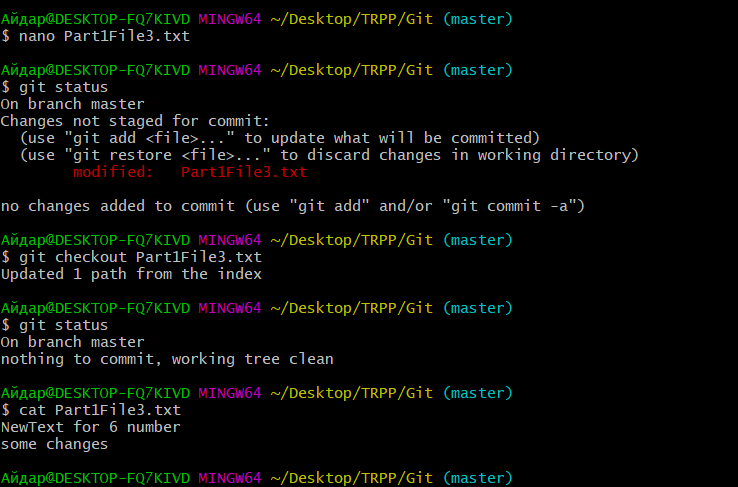 Айдар@DESKTOP-FQ7KIVD MINGW64 ~/Desktop/TRPP/Git (master)
$ nano Part1File3.txt
Айдар@DESKTOP-FQ7KIVD MINGW64 ~/Desktop/TRPP/Git (master)
$ git status
On branch master
Changes not staged for commit:
  (use "git add <file>..." to update what will be committed)
  (use "git restore <file>..." to discard changes in working directory)
        modified:   Part1File3.txt
no changes added to commit (use "git add" and/or "git commit -a")
Айдар@DESKTOP-FQ7KIVD MINGW64 ~/Desktop/TRPP/Git (master)
$ git checkout Part1File3.txt
Updated 1 path from the index
Айдар@DESKTOP-FQ7KIVD MINGW64 ~/Desktop/TRPP/Git (master)
$ git status
On branch master
nothing to commit, working tree clean
Айдар@DESKTOP-FQ7KIVD MINGW64 ~/Desktop/TRPP/Git (master)
$ cat Part1File3.txt
NewText for 6 number
some changes
Айдар@DESKTOP-FQ7KIVD MINGW64 ~/Desktop/TRPP/Git (master)